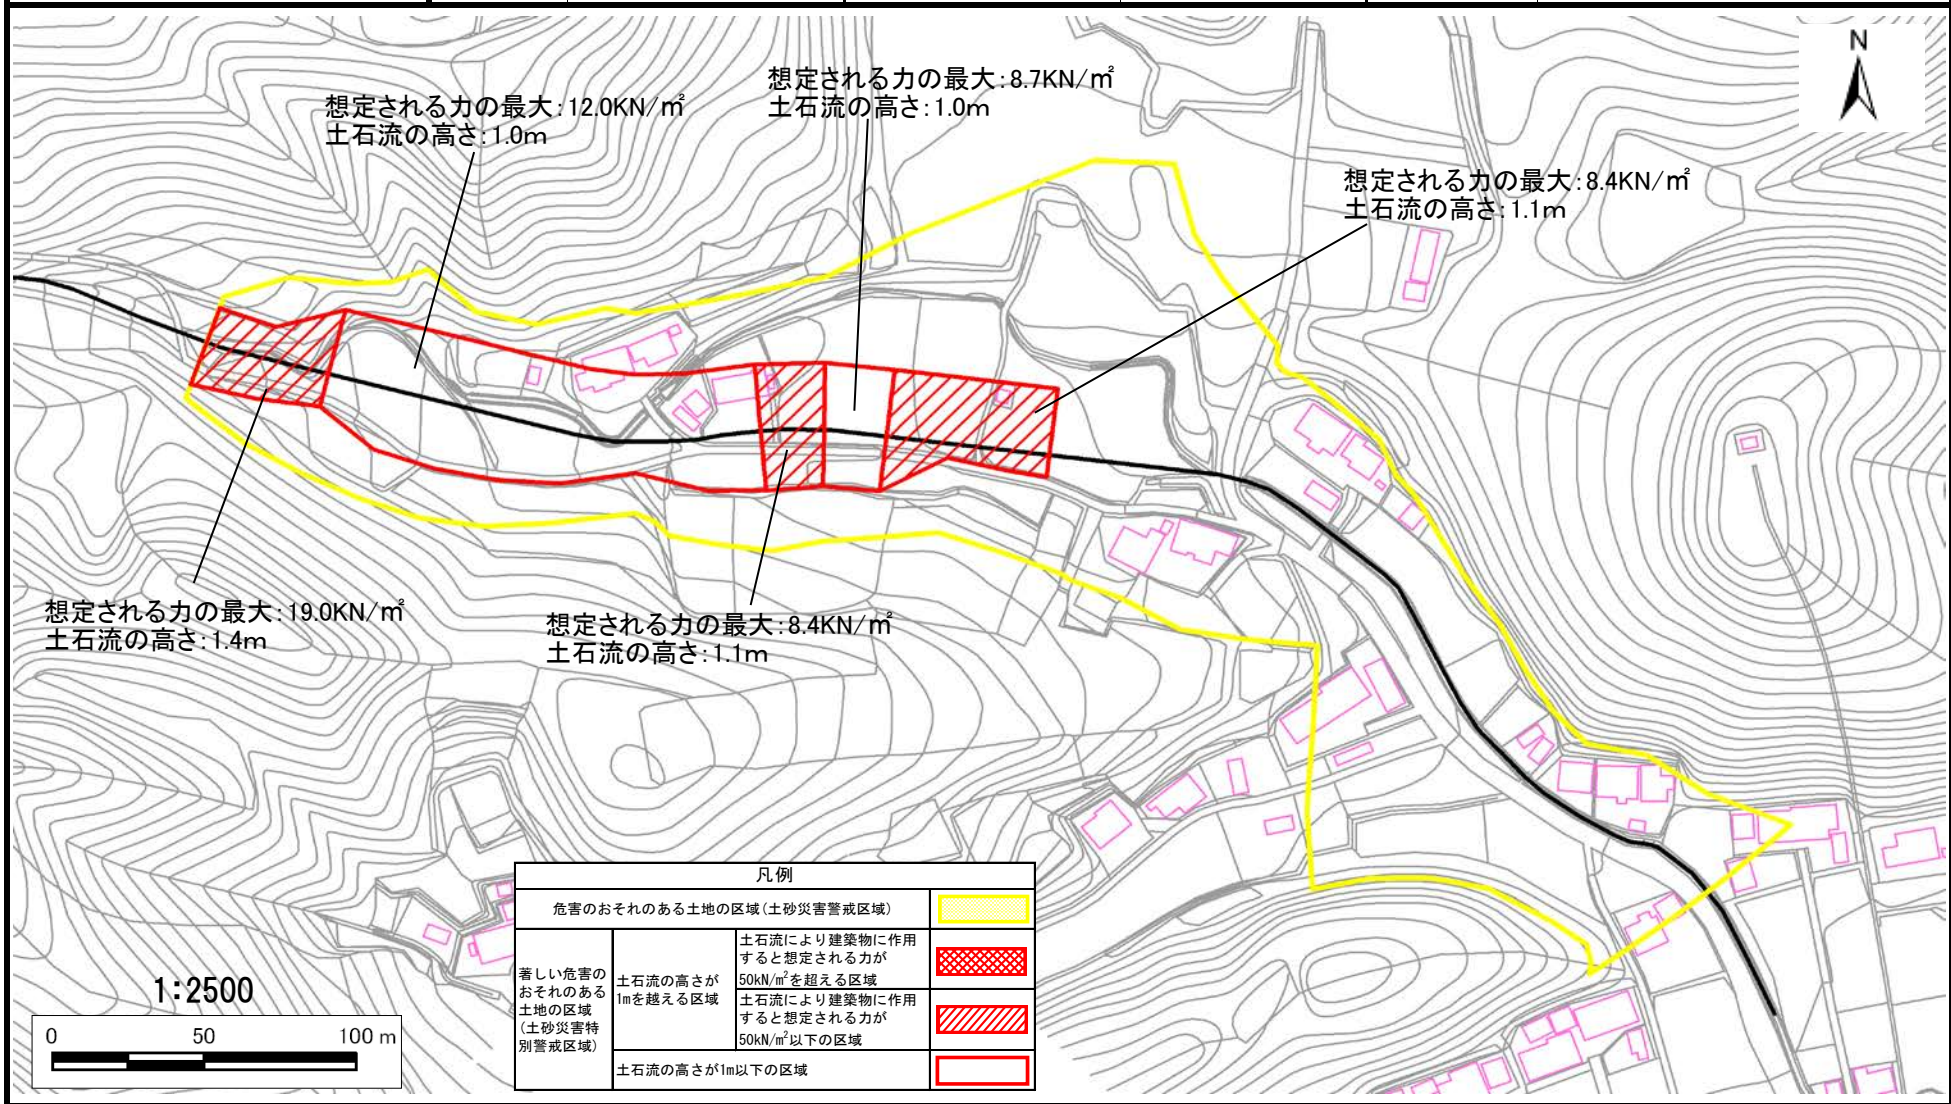 N
想定される力の最大:8.7KN/㎡
土石流の高さ:1.0m
想定される力の最大:12.0KN/㎡
土石流の高さ:1.0m
想定される力の最大:8.4KN/㎡
土石流の高さ:1.1m
想定される力の最大:19.0KN/㎡
土石流の高さ:1.4m
想定される力の最大:8.4KN/㎡
土石流の高さ:1.1m
凡例
危害のおそれのある土地の区域(土砂災害警戒区域)
著しい危害の
おそれのある
土地の区域
(土砂災害特
別警戒区域)
土石流の高さが
1mを越える区域
土石流により建築物に作用
すると想定される力が
50kN/㎡を超える区域
土石流により建築物に作用
すると想定される力が
50kN/㎡以下の区域
土石流の高さが1m以下の区域
1:2500
0 50 100 m